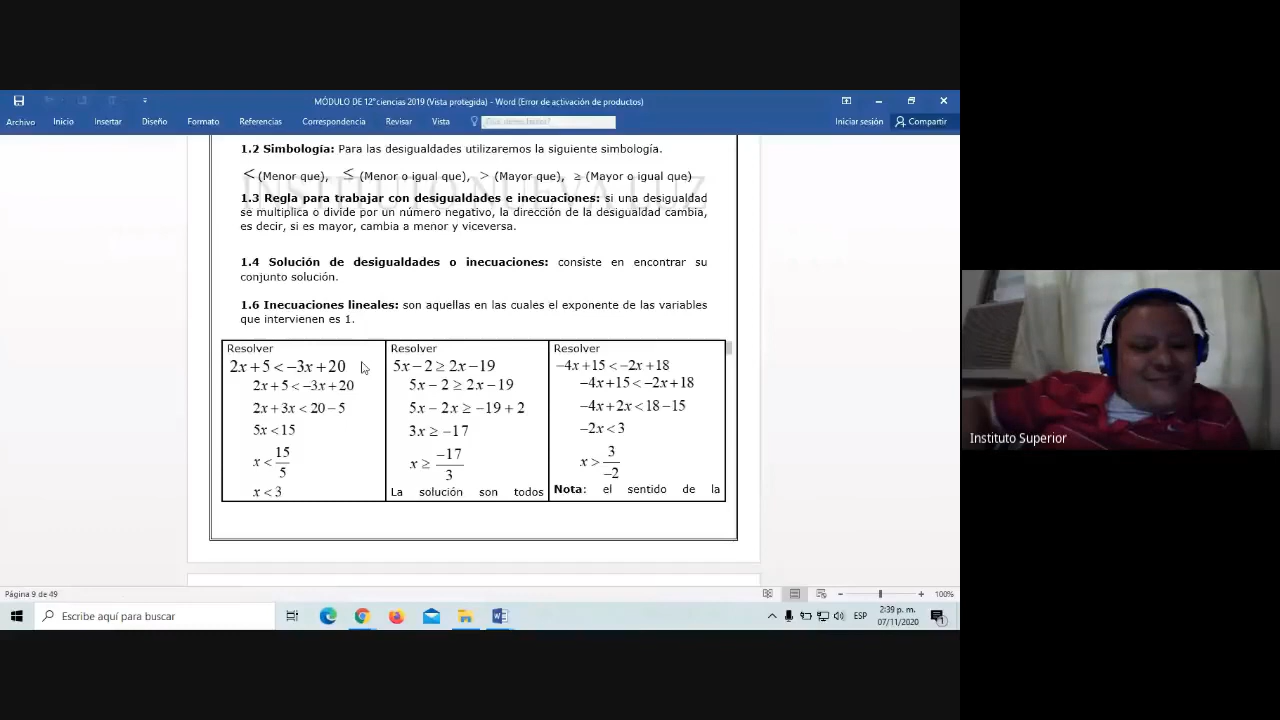 MÓDULO DE 12°ciencias 2019 (Vista protegida) - Word (Error de activación de productos)
Archivo Inicio Insertar Diseño Formato Referencias Correspondencia Revisar Vista Iniciar sesión Compartir
1.2 Simbología: Para las desigualdades utilizaremos la siguiente simbología.
< (Menor que), ≤ (Menor o igual que), > (Mayor que), ≥ (Mayor o igual que)
INSTITUTO NUEVA LUZ
1.3 Regla para trabajar con desigualdades e inecuaciones: si una desigualdad
se multiplica o divide por un número negativo, la dirección de la desigualdad cambia,
es decir, si es mayor, cambia a menor y viceversa.
1.4 Solución de desigualdades o inecuaciones: consiste en encontrar su
conjunto solución.
1.6 Inecuaciones lineales: son aquellas en las cuales el exponente de las variables
que intervienen es 1.
Resolver
2x+5<-3x+20
2x+5<-3x+20
2x+3x<20-5
5x<15
x<15/5
x<3
Resolver
5x-2≥2x-19
5x-2≥2x-19
5x-2x≥-19+2
3x≥-17
x≥-17/3
La solución son todos
Resolver
-4x+15<-2x+18
-4x+15<-2x+18
-4x+2x<18-15
-2x<3
x>3/-2
Nota: el sentido de la
Instituto Superior
Página 9 de 49
100%
Escribe aquí para buscar
ESP
2:39 p. m.
07/11/2020
1